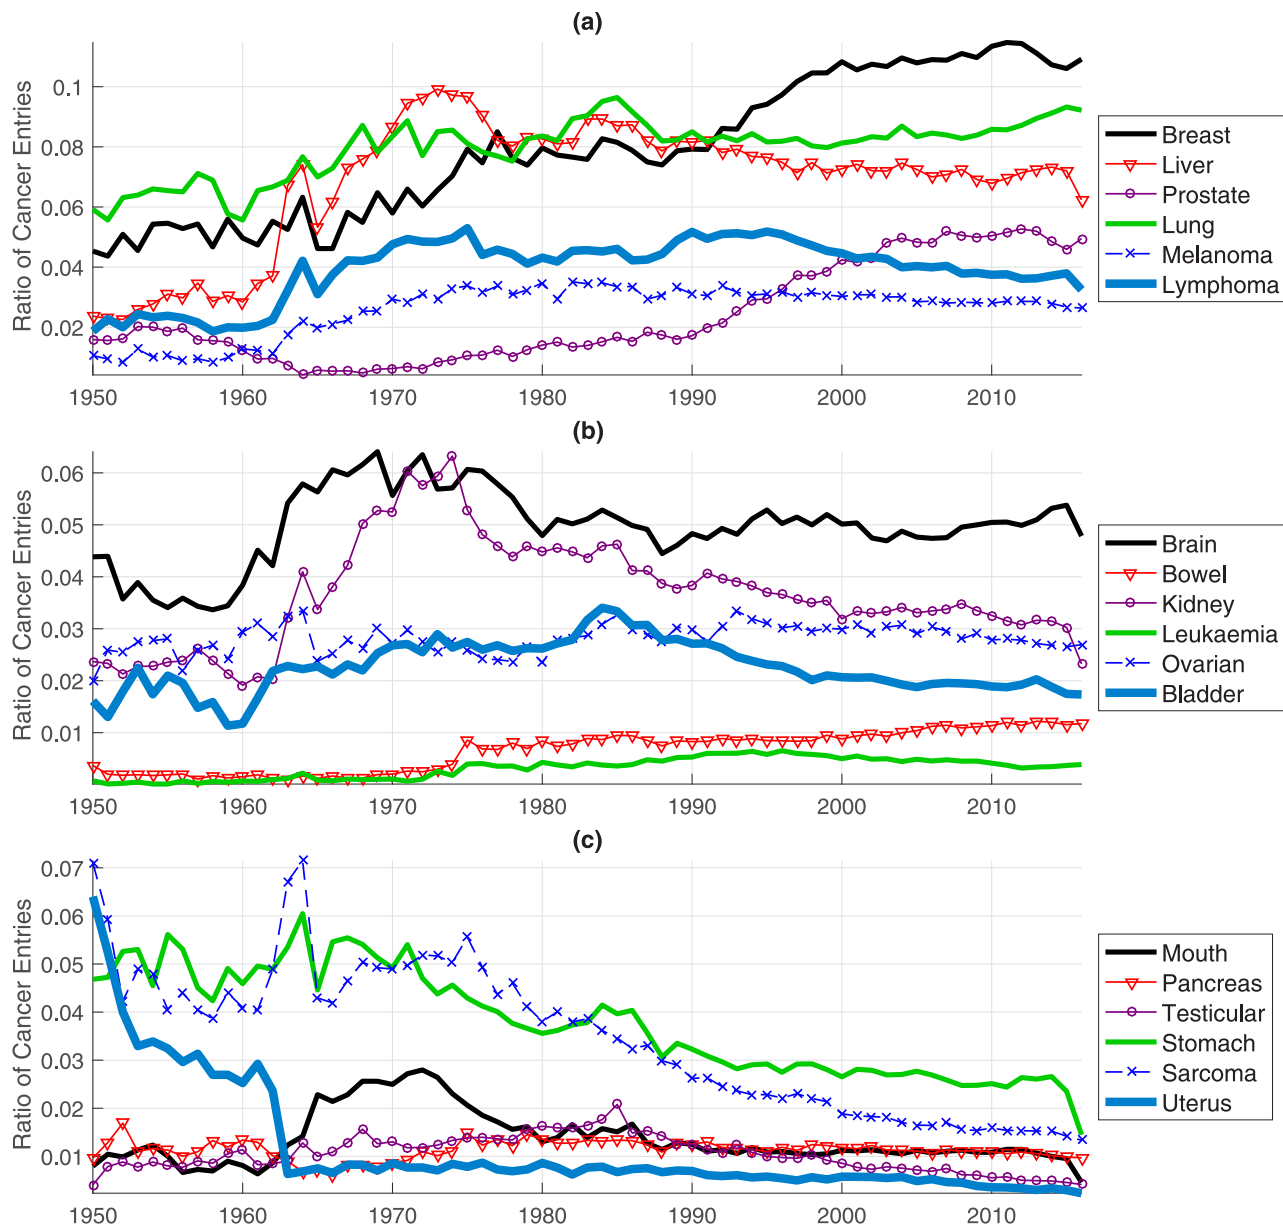 (a)
Ratio of Cancer Entries
0.1
0.08
0.06
0.04
0.02
1950 1960 1970 1980 1990 2000 2010
Breast
Liver
Prostate
Lung
Melanoma
Lymphoma
(b)
Ratio of Cancer Entries
0.06
0.05
0.04
0.03
0.02
0.01
1950 1960 1970 1980 1990 2000 2010
Brain
Bowel
Kidney
Leukaemia
Ovarian
Bladder
(c)
Ratio of Cancer Entries
0.07
0.06
0.05
0.04
0.03
0.02
0.01
1950 1960 1970 1980 1990 2000 2010
Mouth
Pancreas
Testicular
Stomach
Sarcoma
Uterus